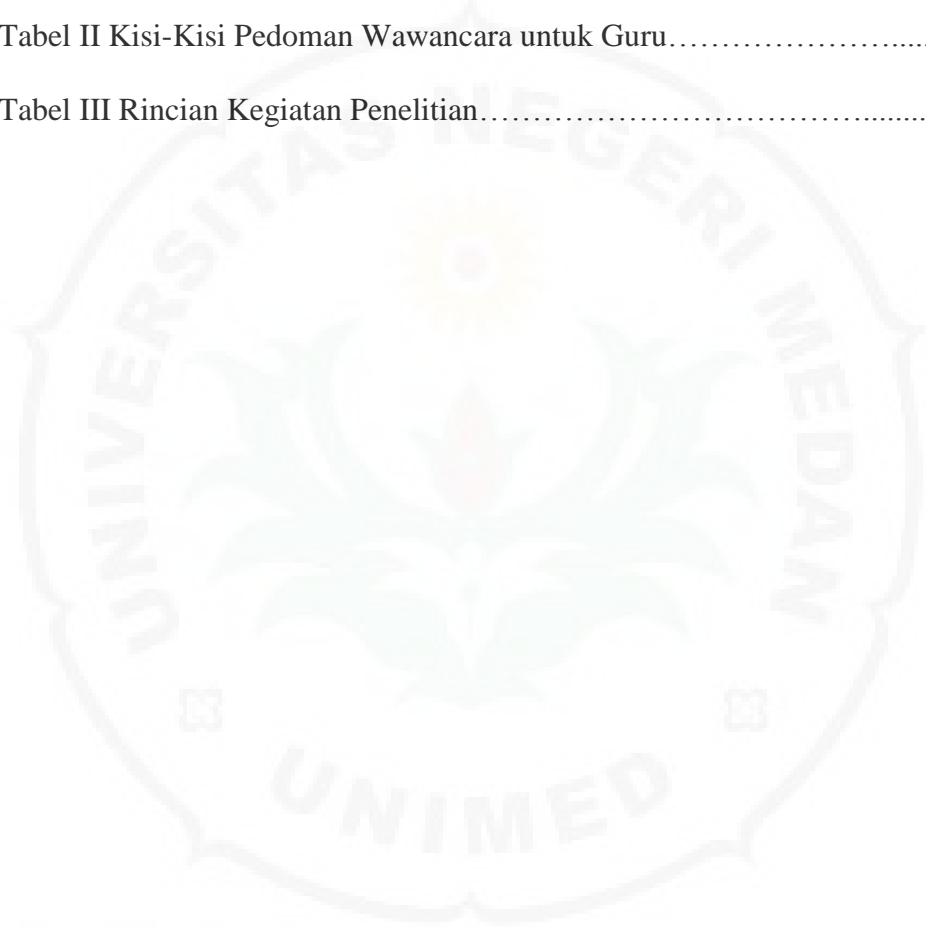 Tabel II Kisi-Kisi Pedoman Wawancara untuk Guru…………………......
Tabel III Rincian Kegiatan Penelitian………………………………........
UNIVERSITAS NEGERI MEDAN
UNIMED